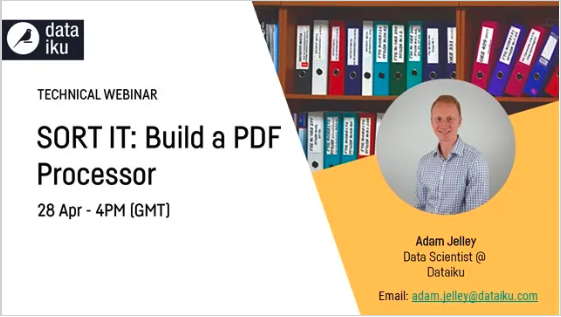 data
iku
TECHNICAL WEBINAR
SORT IT: Build a PDF
Processor
28 Apr - 4PM (GMT)
Adam Jelley
Data Scientist @
Dataiku
Email: adam.jelley@dataiku.com